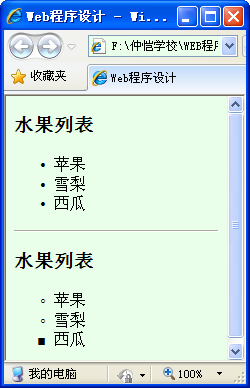 Web程序设计 - Wi...
F:\仲恺学校\WEB程序
收藏夹
Web程序设计
水果列表
• 苹果
• 雪梨
• 西瓜
水果列表
○ 苹果
○ 雪梨
■ 西瓜
我的电脑
100%